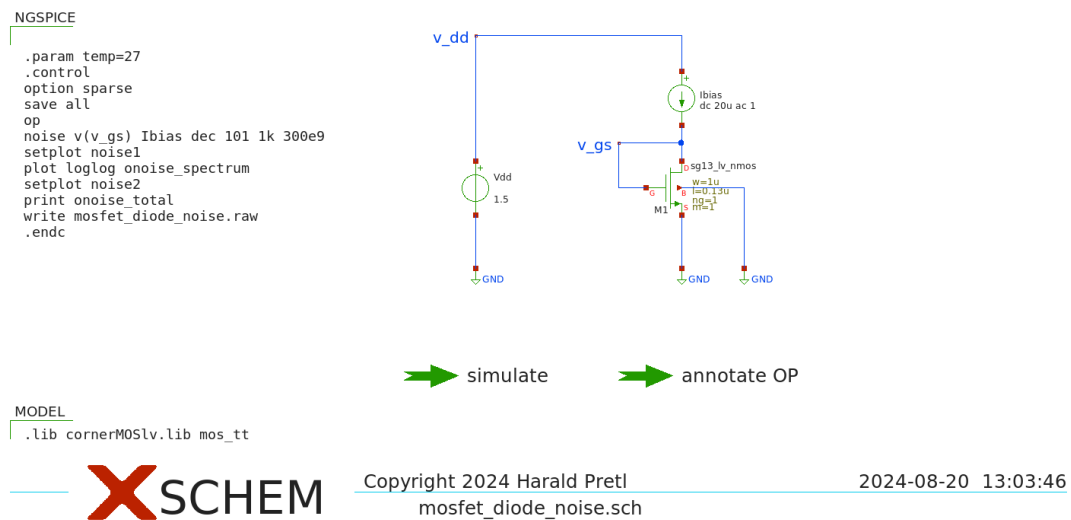 NGSPICE
.param temp=27
.control
option sparse
save all
op
noise v(v_gs) Ibias dec 101 1k 300e9
setplot noise1
plot loglog onoise_spectrum
setplot noise2
print onoise_total
write mosfet_diode_noise.raw
.endc
v_dd
Ibias
dc 20u ac 1
v_gs
sg13_lv_nmos
D
Vdd
1.5
w=1u
l=0.13u
ng=1
m=1
G
B
S
M1
GND
GND
GND
simulate
annotate OP
MODEL
.lib cornerMOSlv.lib mos_tt
XSCHEM
Copyright 2024 Harald Pretl
2024-08-20 13:03:46
mosfet_diode_noise.sch